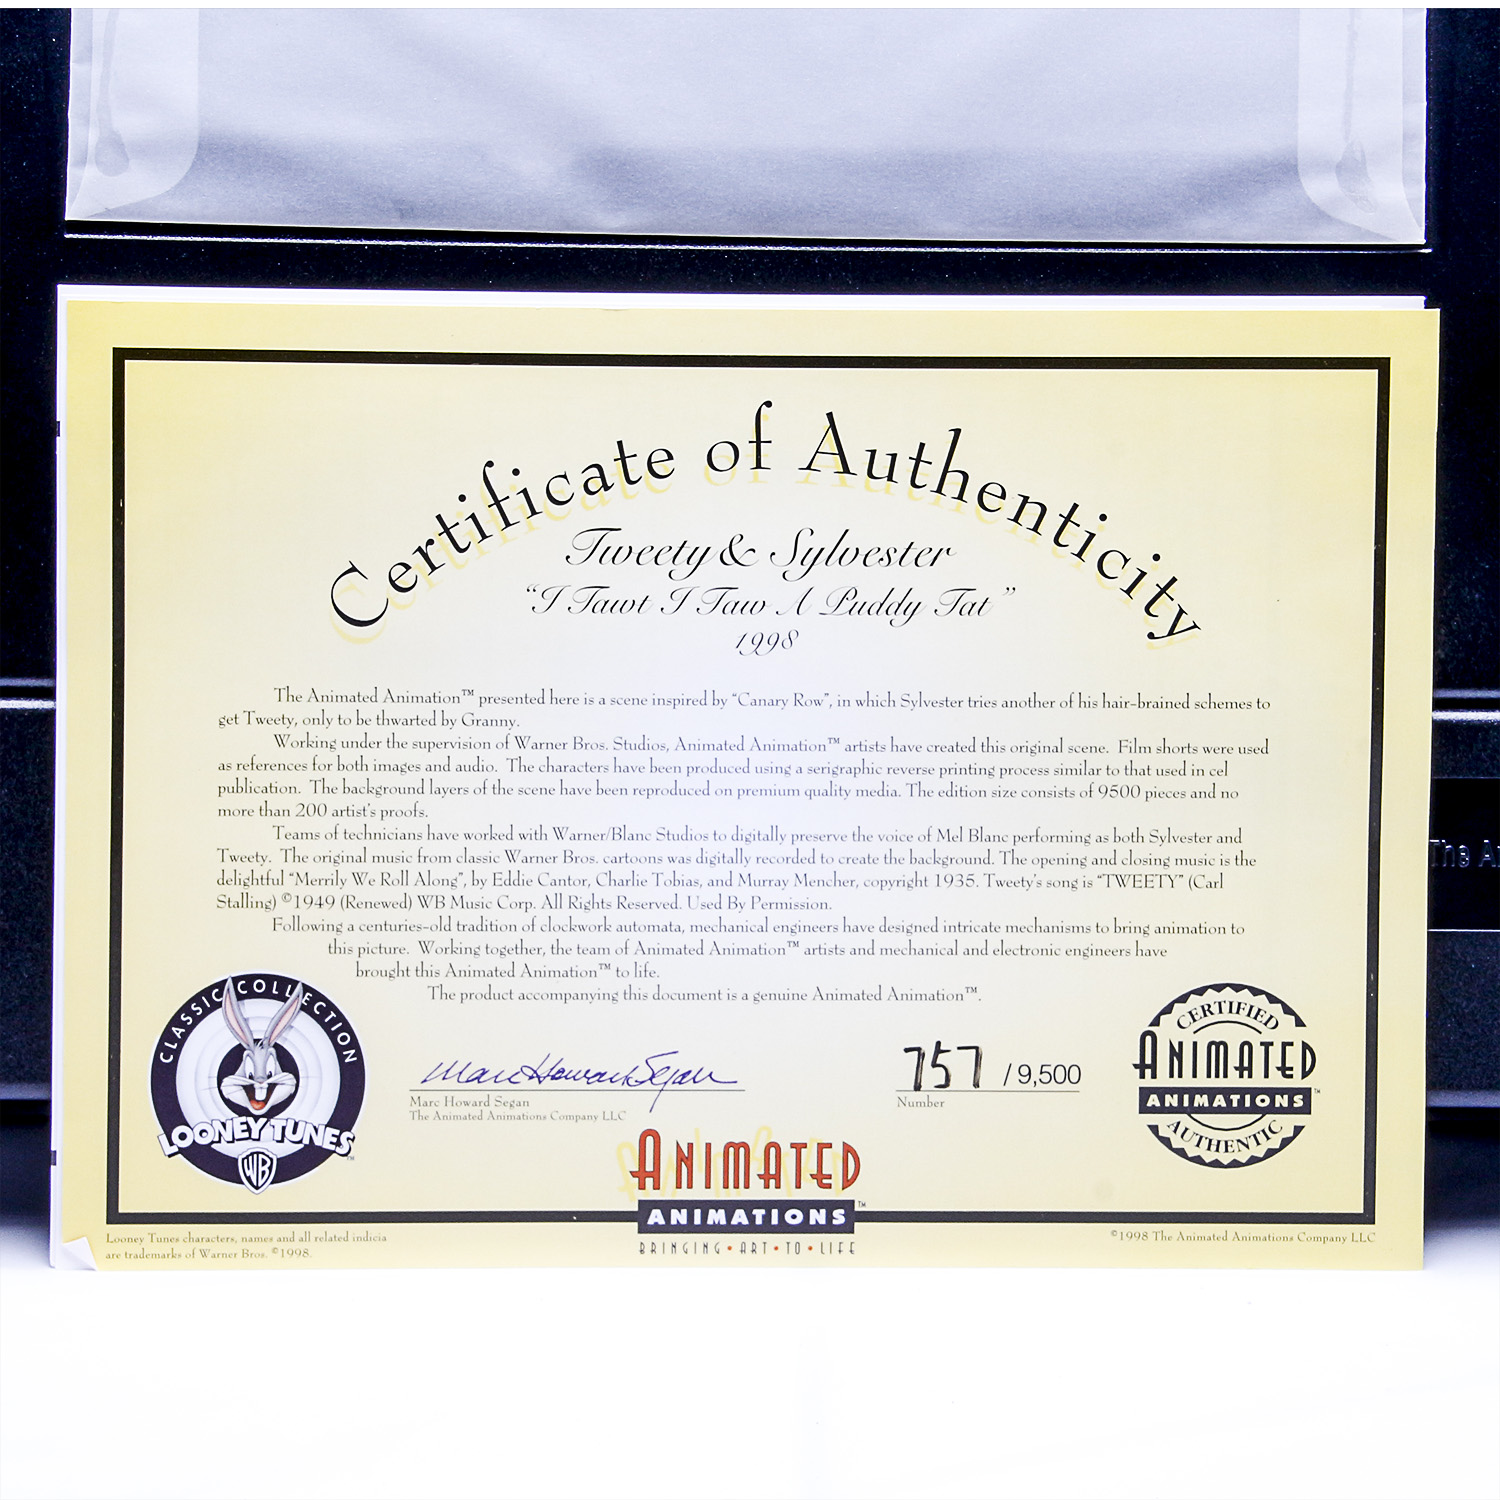 Certificate of Authenticity
Tweety & Sylvester
"I Tawt I Taw A Puddy Tat"
1998
The Animated Animation™ presented here is a scene inspired by "Canary Row", in which Sylvester tries another of his hair-brained schemes to
get Tweety, only to be thwarted by Granny.
Working under the supervision of Warner Bros. Studios, Animated Animation™ artists have created this original scene. Film shorts were used
as references for both images and audio. The characters have been produced using a serigraphic reverse printing process similar to that used in cel
publication. The background layers of the scene have been reproduced on premium quality media. The edition size consists of 9500 pieces and no
more than 200 artist's proofs.
Teams of technicians have worked with Warner/Blanc Studios to digitally preserve the voice of Mel Blanc performing as both Sylvester and
Tweety. The original music from classic Warner Bros. cartoons was digitally recorded to create the background. The opening and closing music is the
delightful "Merrily We Roll Along", by Eddie Cantor, Charlie Tobias, and Murray Mencher, copyright 1935. Tweety's song is "TWEETY" (Carl
Stalling) ©1949 (Renewed) WB Music Corp. All Rights Reserved. Used By Permission.
Following a centuries-old tradition of clockwork automata, mechanical engineers have designed intricate mechanisms to bring animation to
this picture. Working together, the team of Animated Animation™ artists and mechanical and electronic engineers have
brought this Animated Animation™ to life.
The product accompanying this document is a genuine Animated Animation™.
CLASSIC COLLECTION
LOONEY TUNES™
WB
Marc Howard Segan
Marc Howard Segan
The Animated Animations Company LLC
757 / 9,500
Number
CERTIFIED
ANIMATED
ANIMATIONS™
AUTHENTIC
ANIMATED
ANIMATIONS™
BRINGING • ART • TO • LIFE
Looney Tunes characters, names and all related indicia
are trademarks of Warner Bros. ©1998.
©1998 The Animated Animations Company LLC
The A